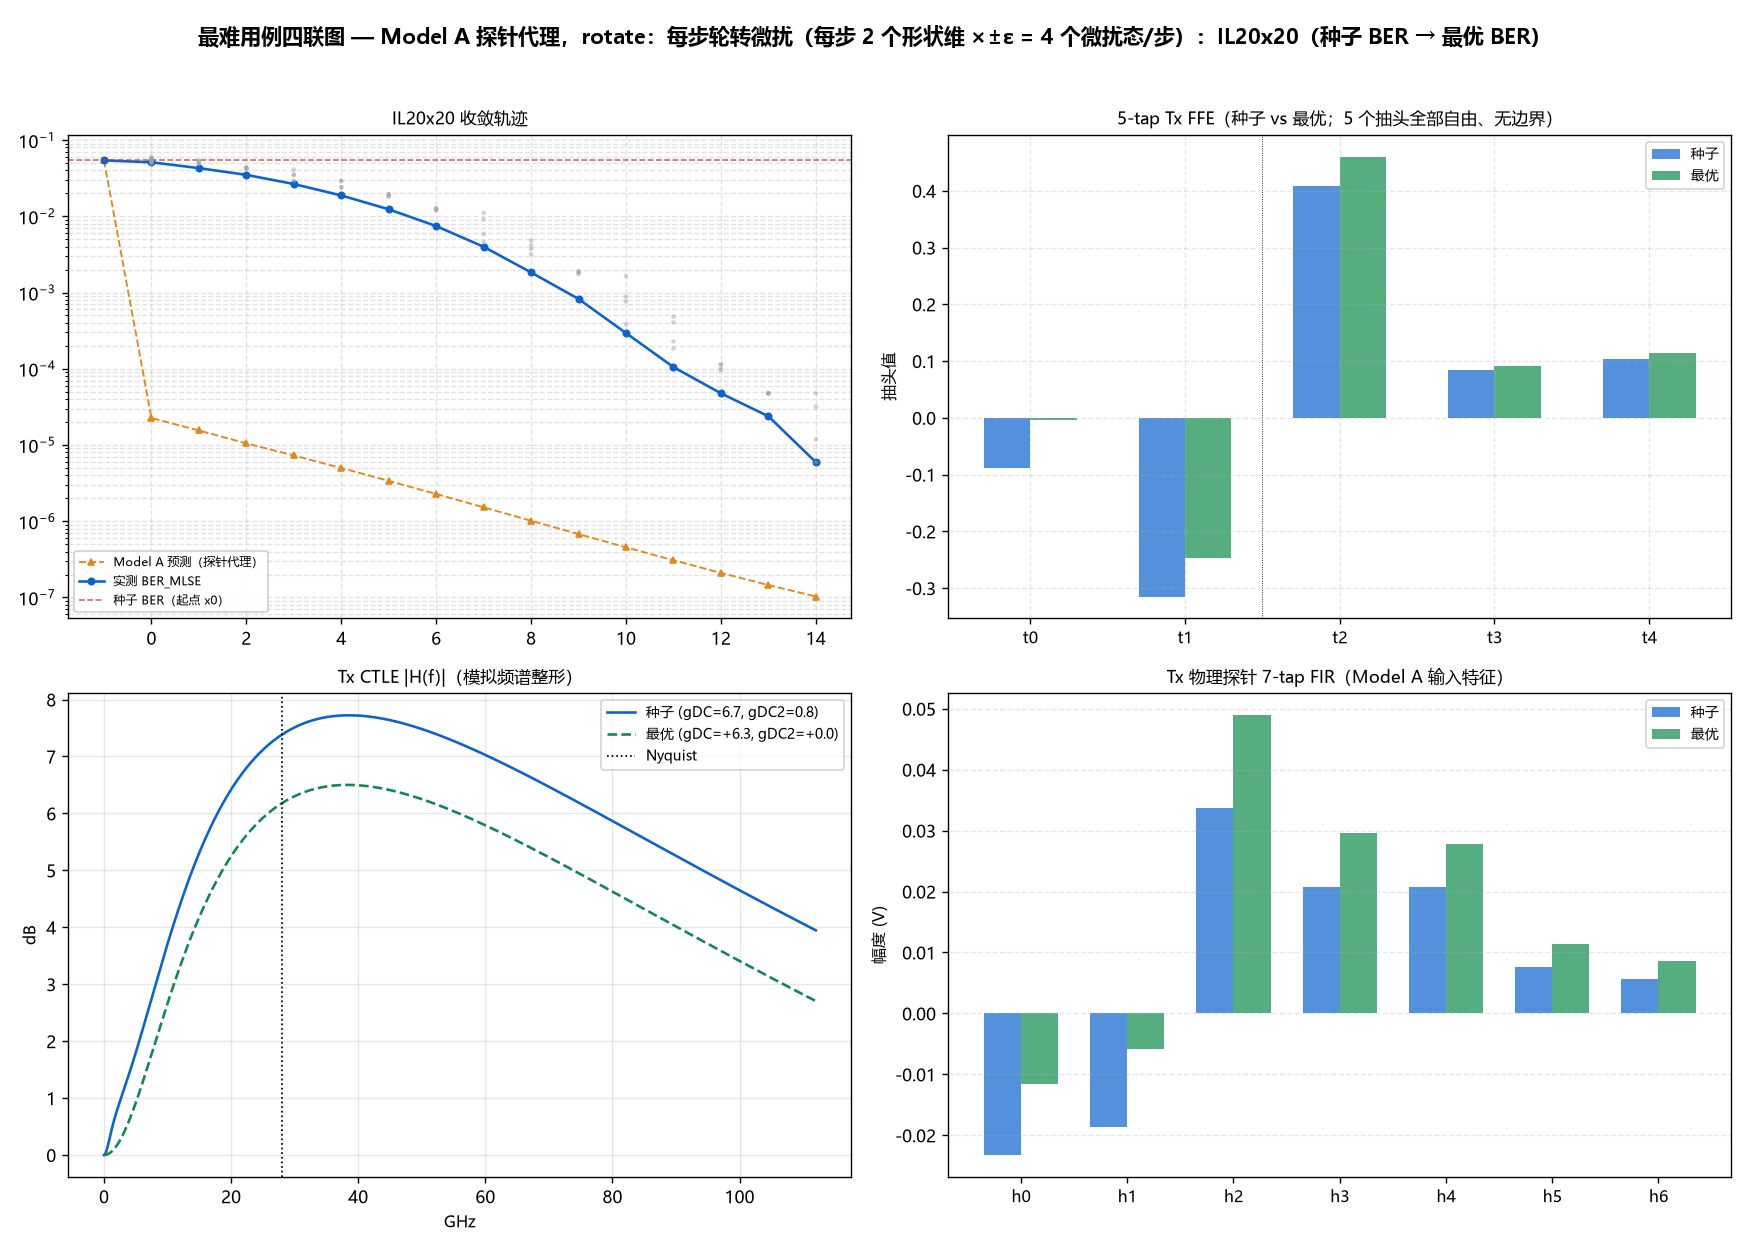 最难用例四联图 — Model A 探针代理，rotate：每步轮转微扰（每步 2 个形状维 ×±ε = 4 个微扰态/步）：IL20x20（种子 BER → 最优 BER）
IL20x20 收敛轨迹
10⁻¹
10⁻²
10⁻³
10⁻⁴
10⁻⁵
10⁻⁶
10⁻⁷
Model A 预测（探针代理）
实测 BER_MLSE
种子 BER（起点 x0）
0 2 4 6 8 10 12 14
5-tap Tx FFE（种子 vs 最优；5 个抽头全部自由、无边界）
种子
最优
抽头值
0.4
0.3
0.2
0.1
0.0
-0.1
-0.2
-0.3
t0 t1 t2 t3 t4
Tx CTLE |H(f)|（模拟频谱整形）
种子 (gDC=6.7, gDC2=0.8)
最优 (gDC=+6.3, gDC2=+0.0)
Nyquist
dB
8
7
6
5
4
3
2
1
0
0 20 40 60 80 100
GHz
Tx 物理探针 7-tap FIR（Model A 输入特征）
种子
最优
幅度 (V)
0.05
0.04
0.03
0.02
0.01
0.00
-0.01
-0.02
h0 h1 h2 h3 h4 h5 h6